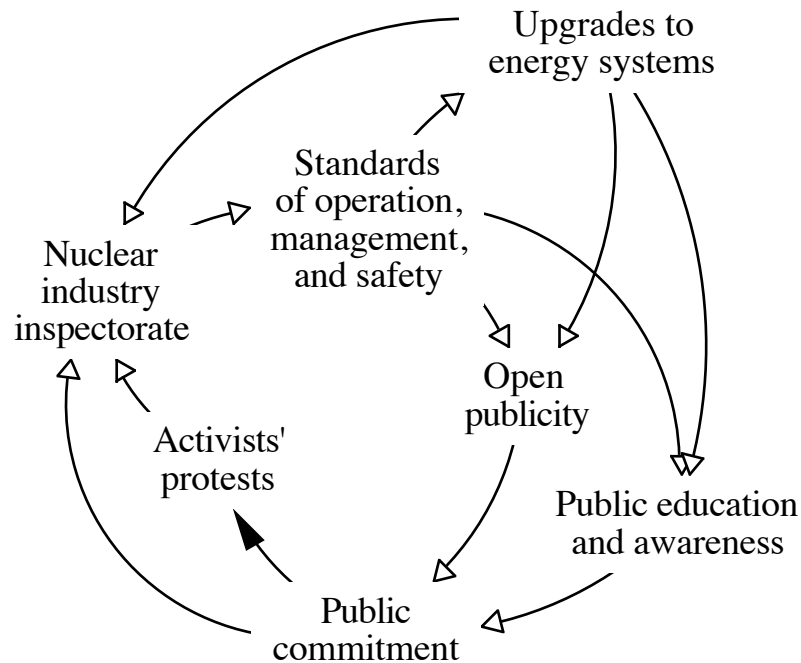 Upgrades to
energy systems
Standards
of operation,
management,
and safety
Nuclear
industry
inspectorate
Open
publicity
Activists'
protests
Public education
and awareness
Public
commitment